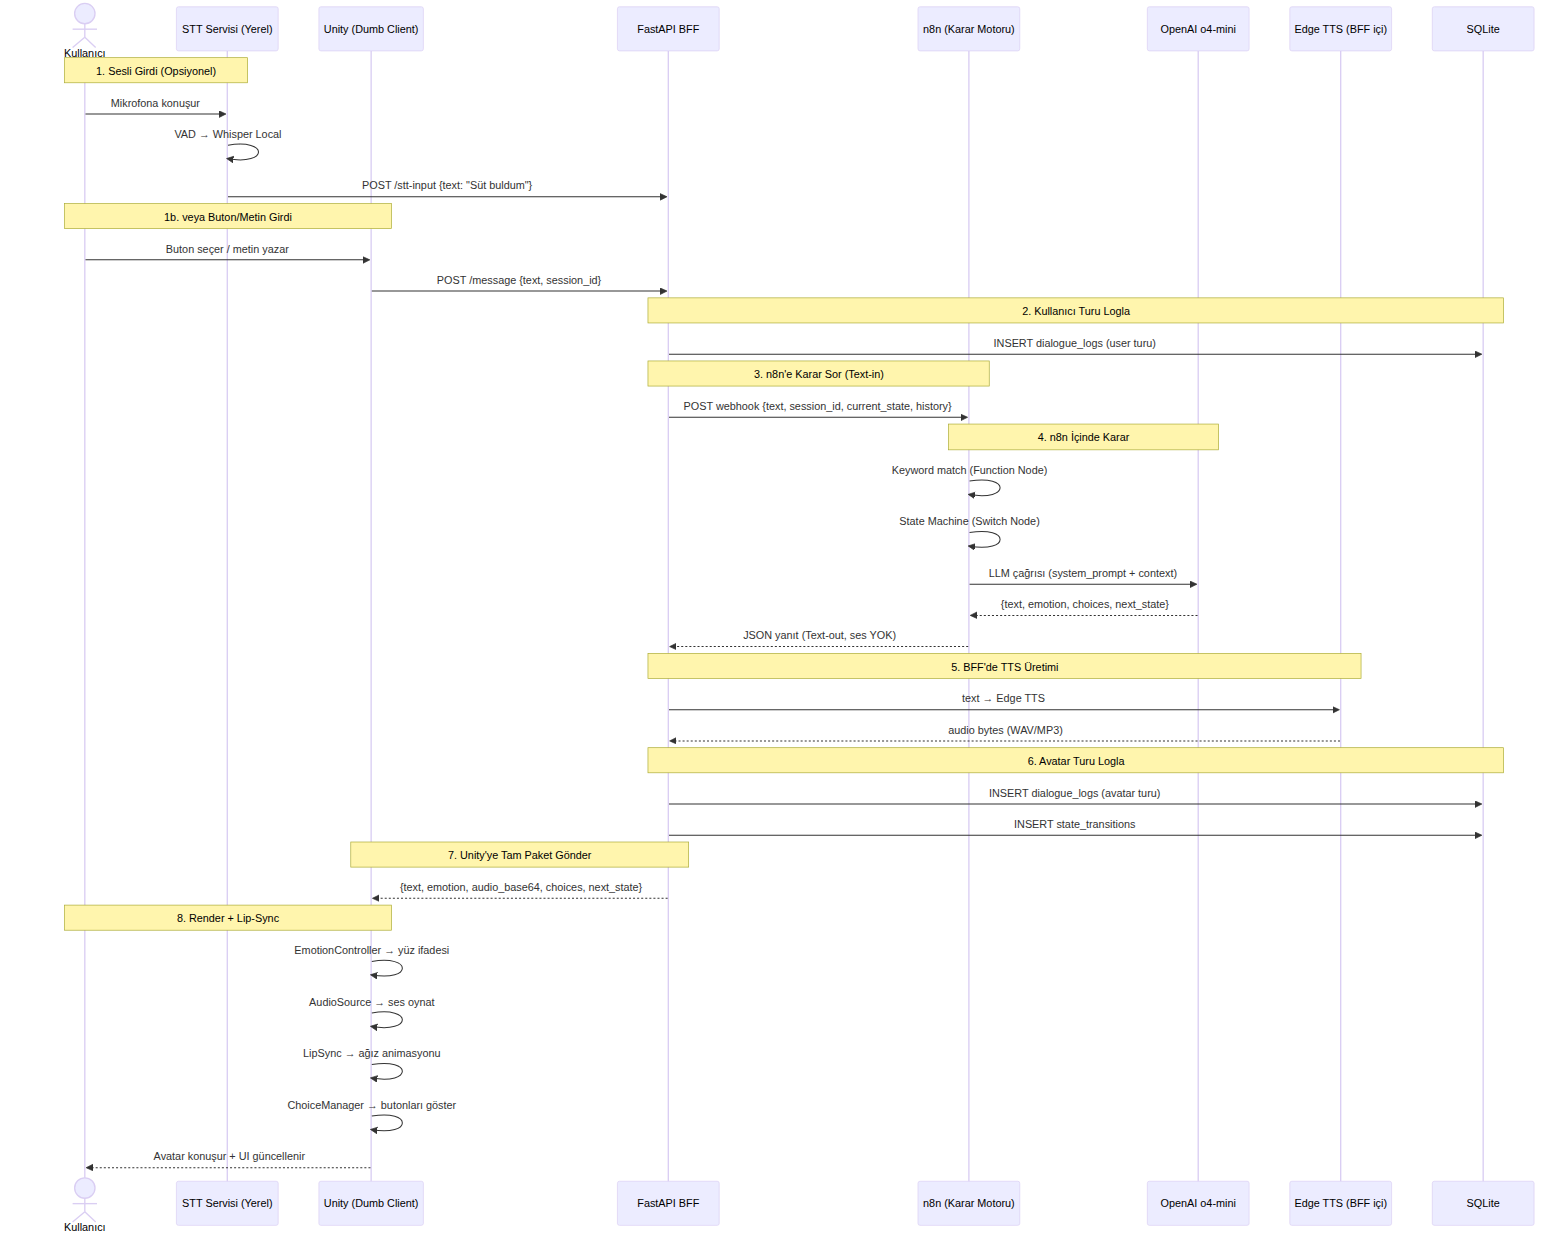 STT Servisi (Yerel)
Unity (Dumb Client)
FastAPI BFF
n8n (Karar Motoru)
OpenAI o4-mini
Edge TTS (BFF içi)
SQLite
Kullanıcı
1. Sesli Girdi (Opsiyonel)
Mikrofona konuşur
VAD → Whisper Local
POST /stt-input {text: "Süt buldum"}
1b. veya Buton/Metin Girdi
Buton seçer / metin yazar
POST /message {text, session_id}
2. Kullanıcı Turu Logla
INSERT dialogue_logs (user turu)
3. n8n'e Karar Sor (Text-in)
POST webhook {text, session_id, current_state, history}
4. n8n İçinde Karar
Keyword match (Function Node)
State Machine (Switch Node)
LLM çağrısı (system_prompt + context)
{text, emotion, choices, next_state}
JSON yanıt (Text-out, ses YOK)
5. BFF'de TTS Üretimi
text → Edge TTS
audio bytes (WAV/MP3)
6. Avatar Turu Logla
INSERT dialogue_logs (avatar turu)
INSERT state_transitions
7. Unity'ye Tam Paket Gönder
{text, emotion, audio_base64, choices, next_state}
8. Render + Lip-Sync
EmotionController → yüz ifadesi
AudioSource → ses oynat
LipSync → ağız animasyonu
ChoiceManager → butonları göster
Avatar konuşur + UI güncellenir
STT Servisi (Yerel)
Unity (Dumb Client)
FastAPI BFF
n8n (Karar Motoru)
OpenAI o4-mini
Edge TTS (BFF içi)
SQLite
Kullanıcı